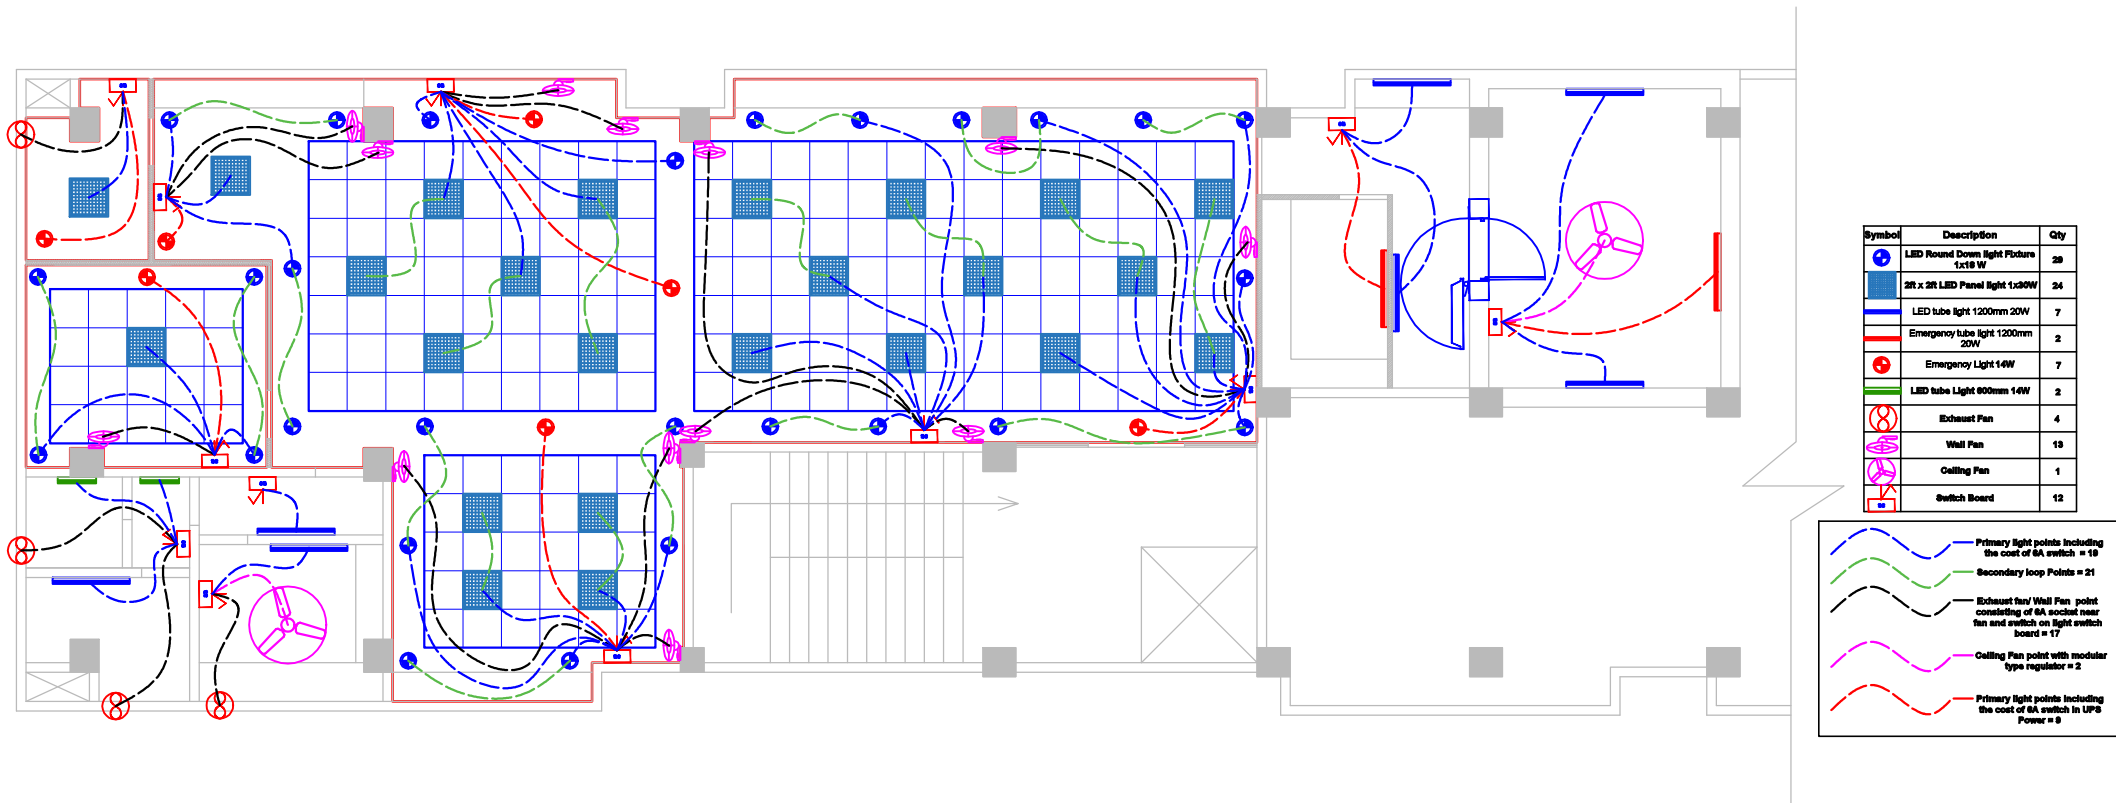 Symbol Description Qty
LED Round Down light Fixture
1x18 W
29
2ft x 2ft LED Panel light 1x30W 24
LED tube light 1200mm 20W 7
Emergency tube light 1200mm
20W
2
Emergency Light 14W 7
LED tube Light 600mm 14W 2
Exhaust Fan 4
Wall Fan 13
Ceiling Fan 1
Switch Board 12
Primary light points including
the cost of 6A switch = 19
Secondary loop Points = 21
Exhaust fan/ Wall Fan point
consisting of 6A socket near
fan and switch on light switch
board = 17
Ceiling Fan point with modular
type regulator = 2
Primary light points including
the cost of 6A switch in UPS
Power = 9